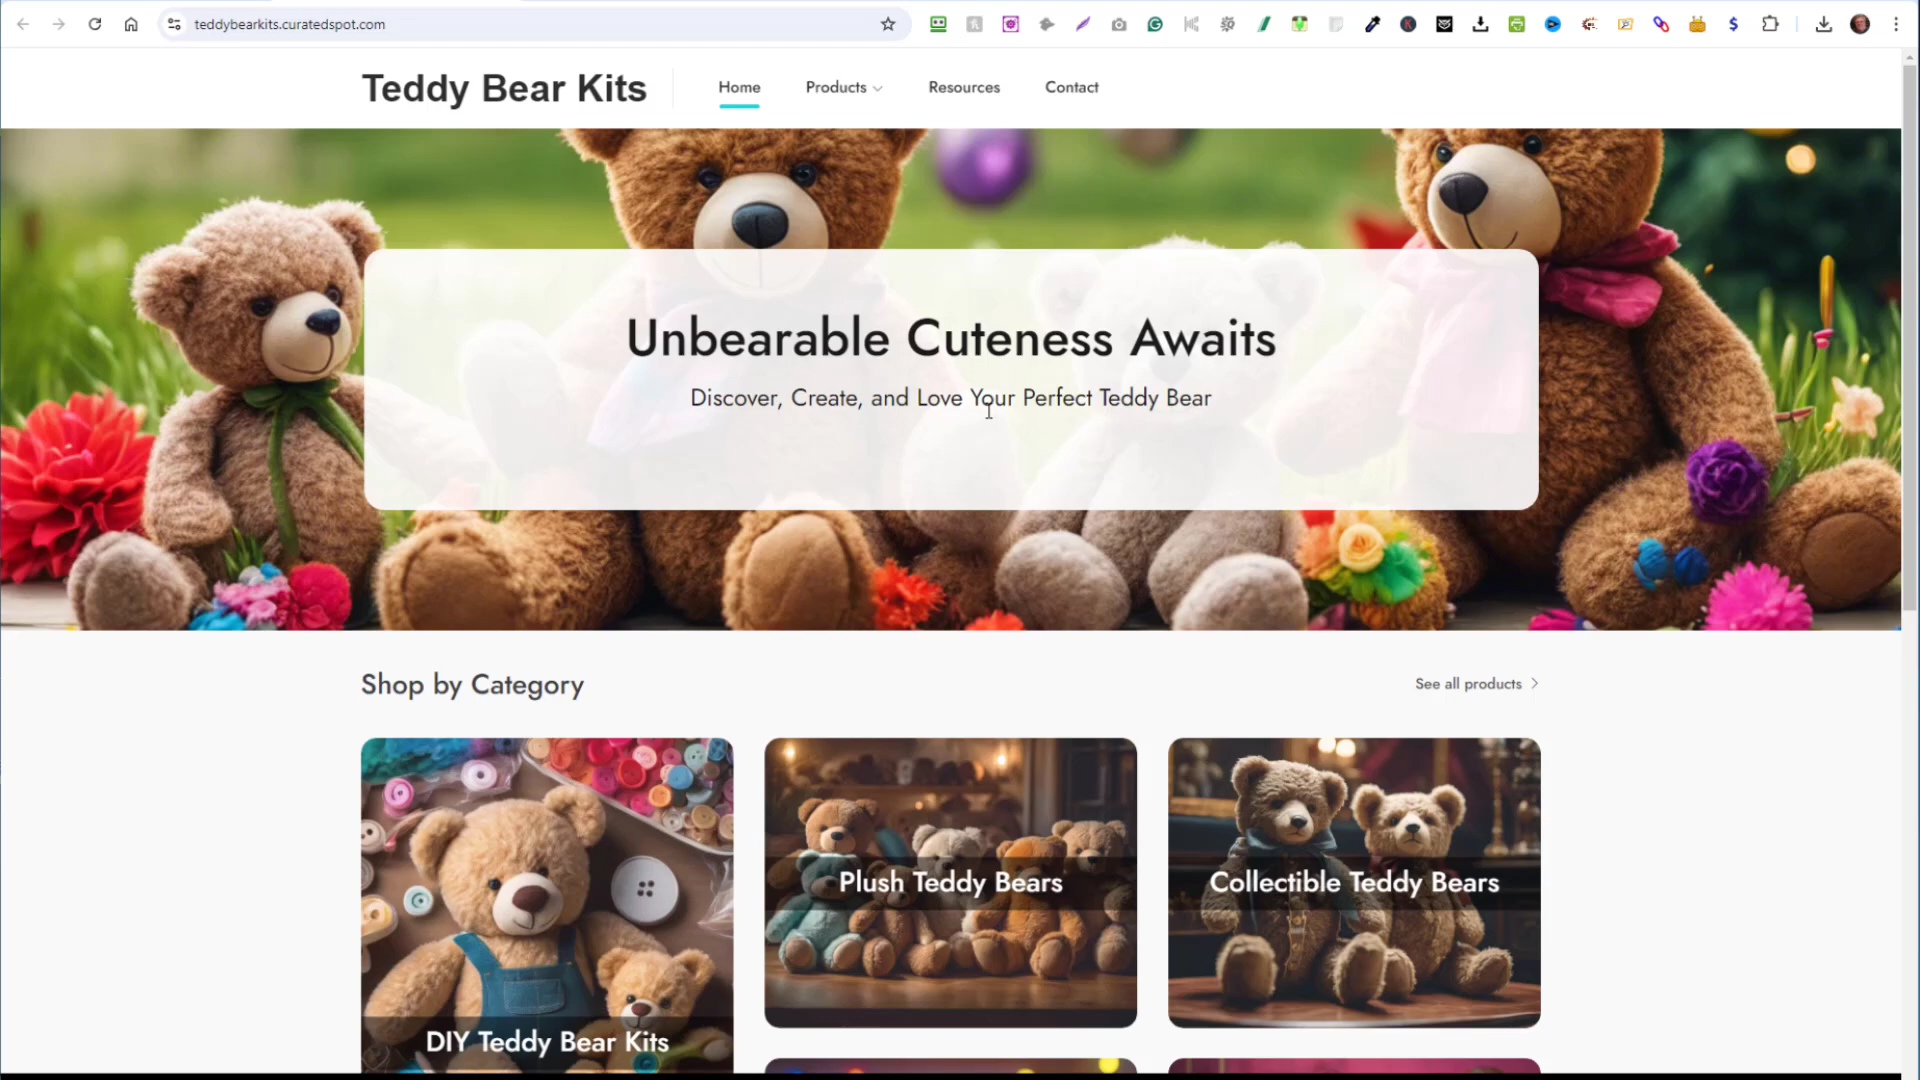 teddybearkits.curatedspot.com
Teddy Bear Kits
Home
Products
Resources
Contact
Unbearable Cuteness Awaits
Discover, Create, and Love Your Perfect Teddy Bear
Shop by Category
See all products
Plush Teddy Bears
Collectible Teddy Bears
DIY Teddy Bear Kits